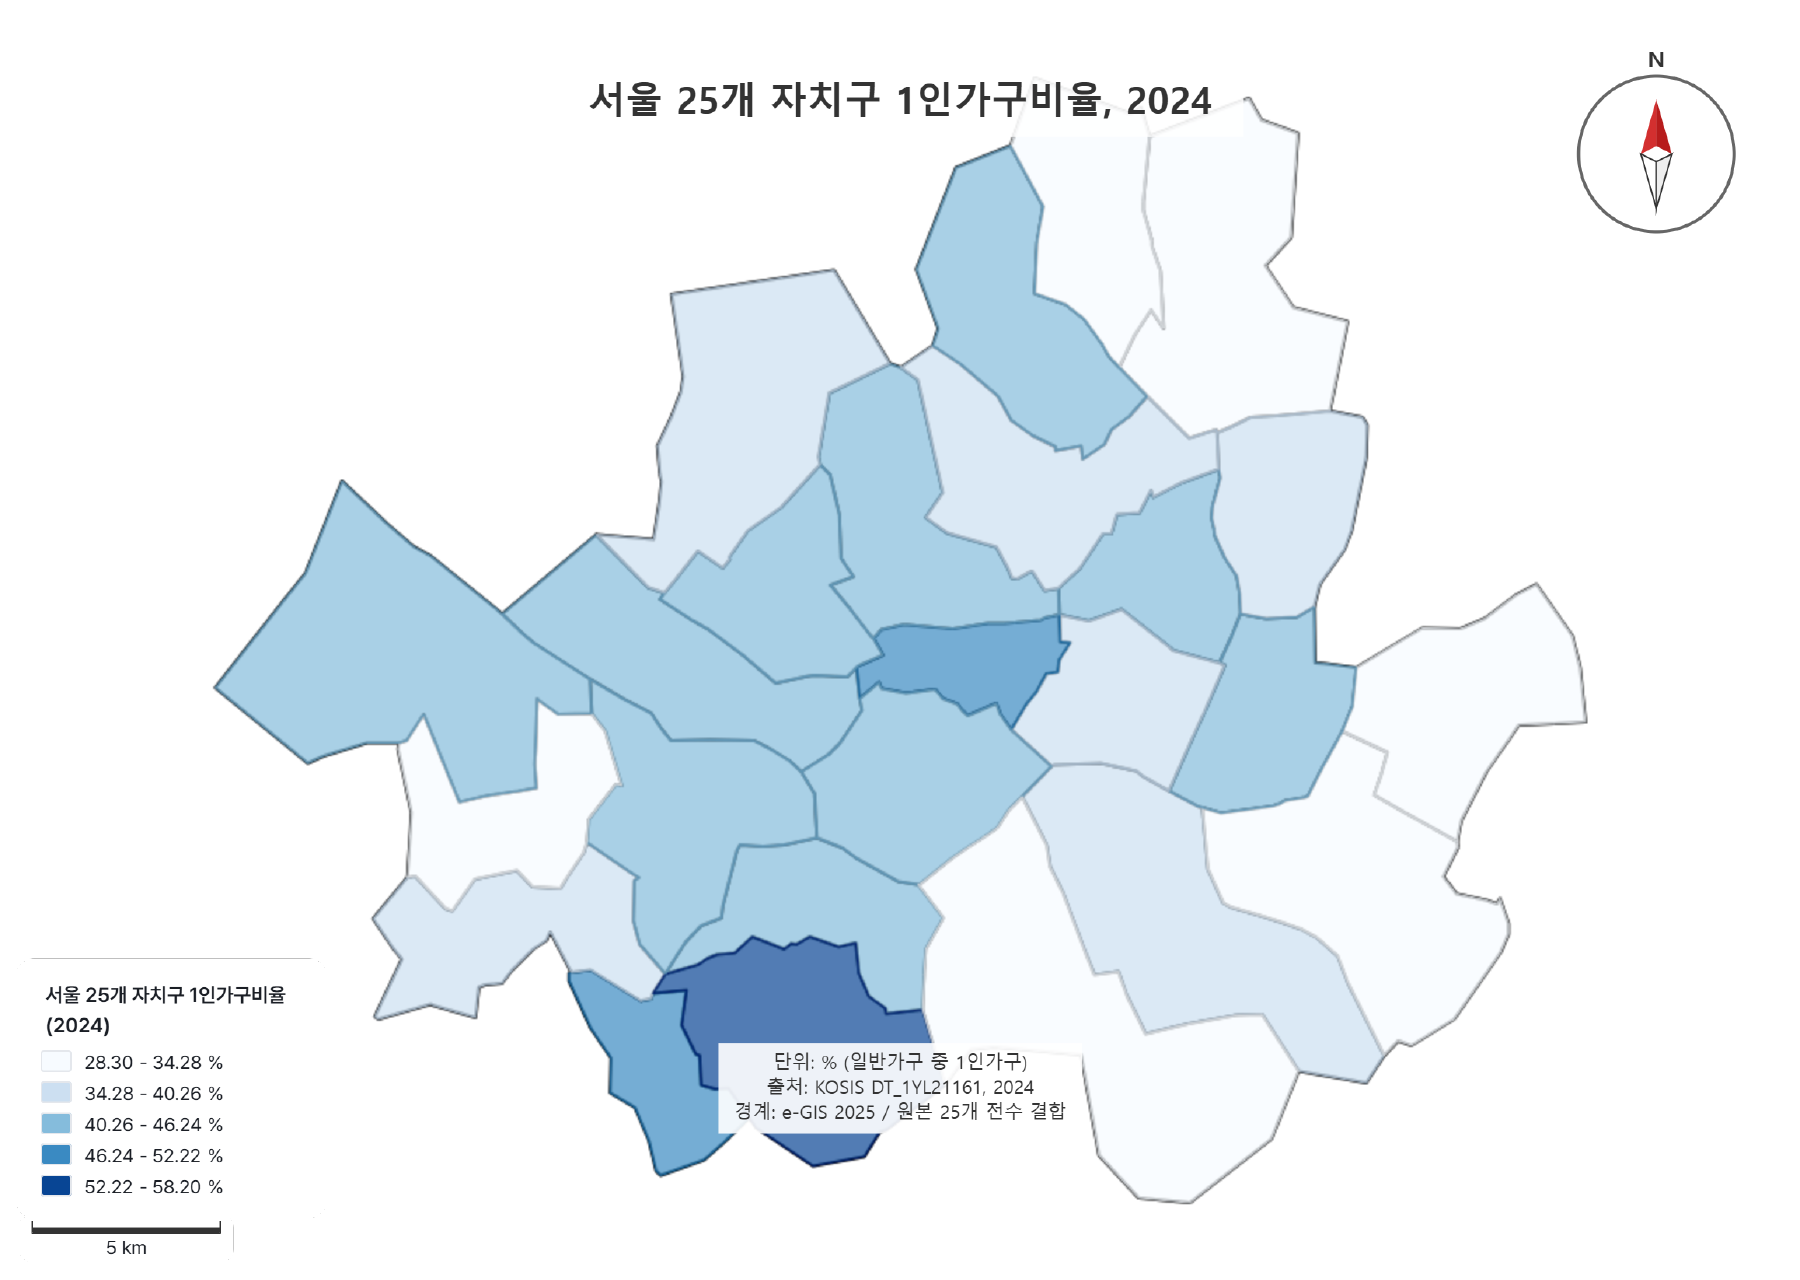 서울 25개 자치구 1인가구비율, 2024
N
서울 25개 자치구 1인가구비율
(2024)
28.30 - 34.28 %
34.28 - 40.26 %
40.26 - 46.24 %
46.24 - 52.22 %
52.22 - 58.20 %
5 km
단위: % (일반가구 중 1인가구)
출처: KOSIS DT_1YL21161, 2024
경계: e-GIS 2025 / 원본 25개 전수 결합